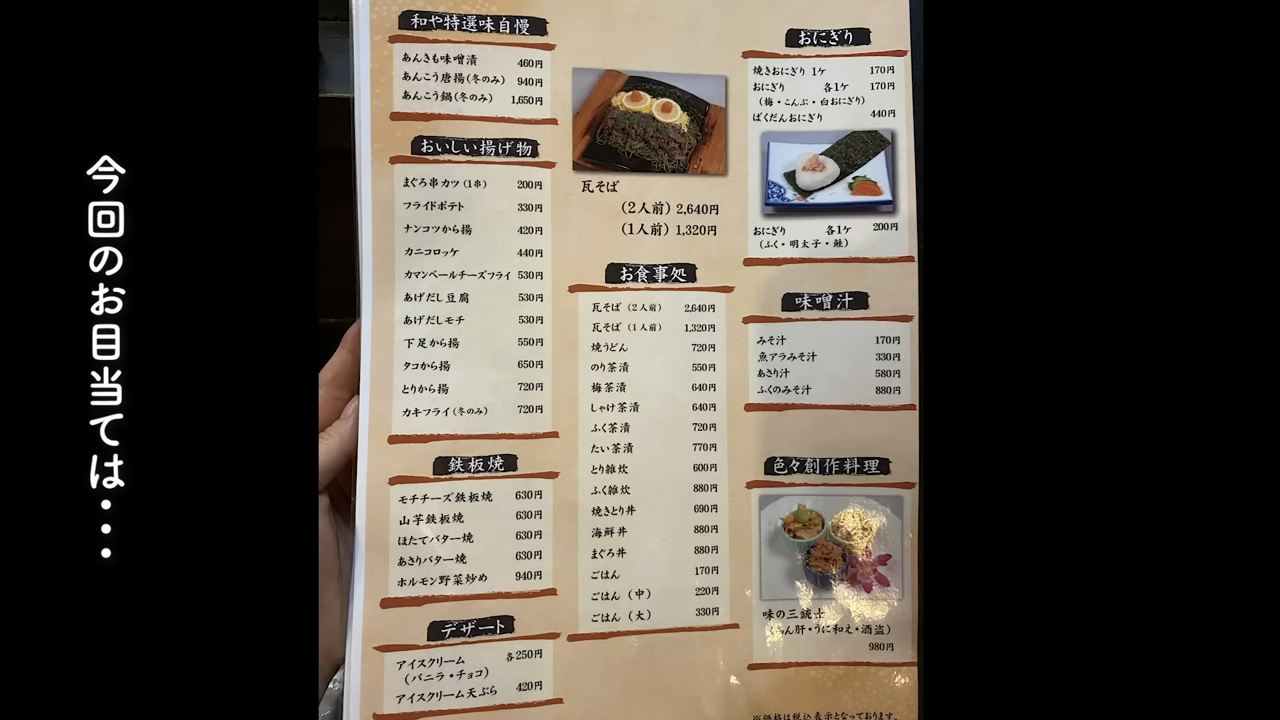 今回のお目当ては・・・
和や特選味自慢
あんきも味噌漬 460円
あんこう唐揚(冬のみ) 940円
あんこう鍋(冬のみ) 1,650円
おいしい揚げ物
まぐろ串カツ(1串) 200円
フライドポテト 330円
ナンコツから揚 420円
カニコロッケ 440円
カマンベールチーズフライ 530円
あげだし豆腐 530円
あげだしモチ 530円
下足から揚 550円
タコから揚 650円
とりから揚 720円
カキフライ(冬のみ) 720円
鉄板焼
モチチーズ鉄板焼 630円
山芋鉄板焼 630円
ほたてバター焼 630円
あさりバター焼 630円
ホルモン野菜炒め 940円
デザート
アイスクリーム 各250円
(バニラ・チョコ)
アイスクリーム天ぷら 420円
瓦そば
(2人前) 2,640円
(1人前) 1,320円
お食事処
瓦そば(2人前) 2,640円
瓦そば(1人前) 1,320円
焼うどん 720円
のり茶漬 550円
梅茶漬 640円
しゃけ茶漬 640円
ふく茶漬 720円
たい茶漬 770円
とり雑炊 600円
ふく雑炊 880円
焼きとり丼 690円
海鮮丼 880円
まぐろ丼 880円
ごはん 170円
ごはん(中) 220円
ごはん(大) 330円
おにぎり
焼きおにぎり 1ケ 170円
おにぎり 各1ケ 170円
(梅・こんぶ・白おにぎり)
ばくだんおにぎり 440円
おにぎり 各1ケ 200円
(ふく・明太子・鮭)
味噌汁
みそ汁 170円
魚アラみそ汁 330円
あさり汁 580円
ふくのみそ汁 880円
色々創作料理
味の三銃士
肝・うに和え・酒盗)
980円
※価格は税込表示となっております。